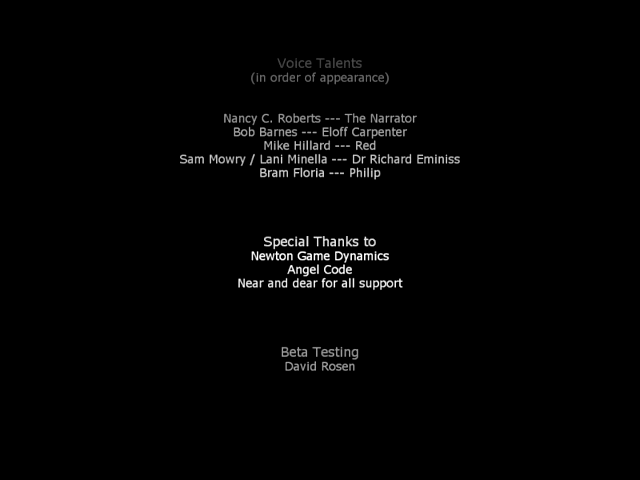 Voice Talents
(in order of appearance)
Nancy C. Roberts --- The Narrator
Bob Barnes --- Eloff Carpenter
Mike Hillard --- Red
Sam Mowry / Lani Minella --- Dr Richard Eminiss
Bram Floria --- Philip
Special Thanks to
Newton Game Dynamics
Angel Code
Near and dear for all support
Beta Testing
David Rosen